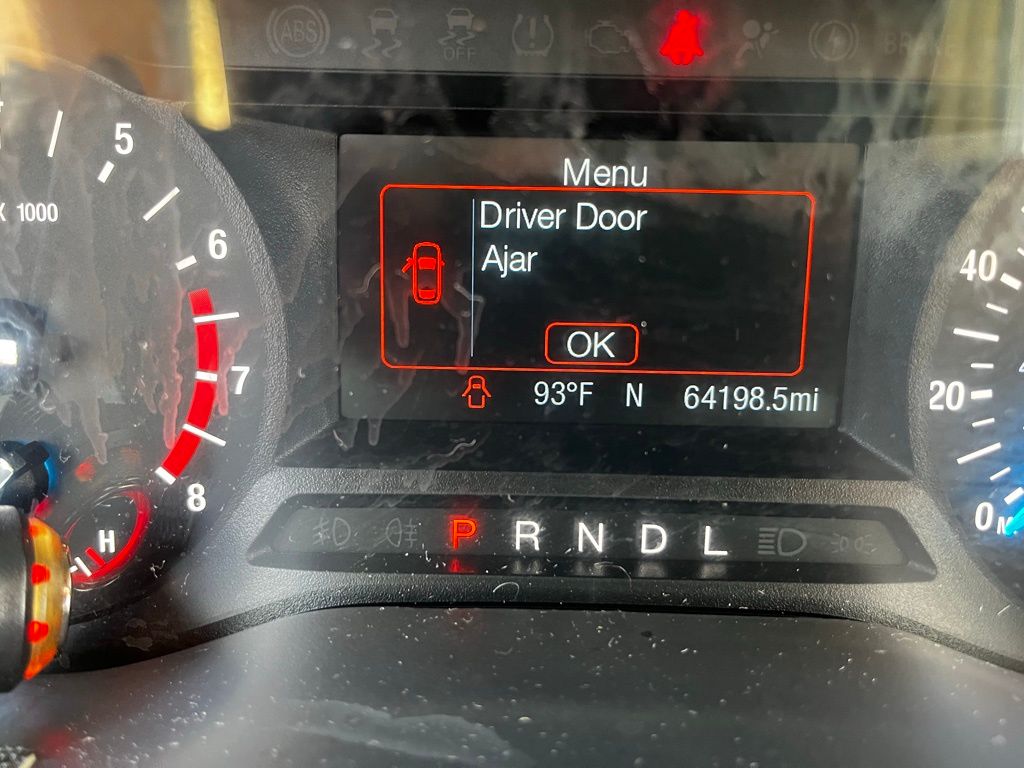 ABS
OFF
BRAKE
5
X 1000
6
7
8
H
Menu
Driver Door
Ajar
OK
93°F N 64198.5mi
P R N D L
40
20
0